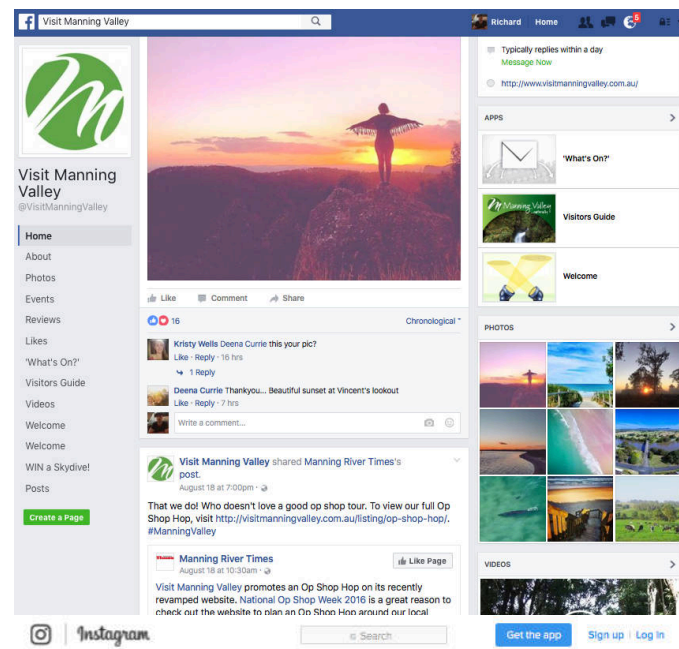 Visit Manning Valley
Richard Home
5
Visit Manning
Valley
@VisitManningValley
Home
About
Photos
Events
Reviews
Likes
'What's On?'
Visitors Guide
Videos
Welcome
Welcome
WIN a Skydive!
Posts
Create a Page
Like Comment Share
16
Chronological
Kristy Wells Deena Currie this your pic?
Like · Reply · 16 hrs
1 Reply
Deena Currie Thankyou... Beautiful sunset at Vincent's lookout
Like · Reply · 7 hrs
Write a comment...
Visit Manning Valley shared Manning River Times's
post.
August 18 at 7:00pm ·
That we do! Who doesn't love a good op shop tour. To view our full Op
Shop Hop, visit http://visitmanningvalley.com.au/listing/op-shop-hop/.
#ManningValley
Manning River Times
August 18 at 10:30am ·
Like Page
Visit Manning Valley promotes an Op Shop Hop on its recently
revamped website. National Op Shop Week 2016 is a great reason to
check out the website to plan an Op Shop Hop around our local
Typically replies within a day
Message Now
http://www.visitmanningvalley.com.au/
APPS
'What's On?'
Manning Valley
Visitors Guide
Welcome
PHOTOS
VIDEOS
Instagram
Search
Get the app
Sign up Log in